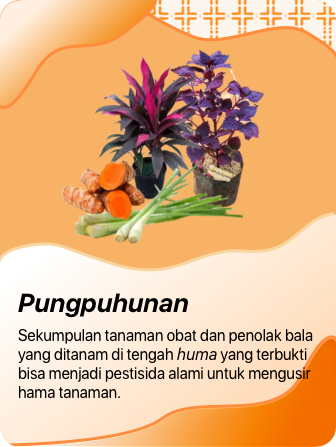 Pungpuhunan
Sekumpulan tanaman obat dan penolak bala
yang ditanam di tengah huma yang terbukti
bisa menjadi pestisida alami untuk mengusir
hama tanaman.